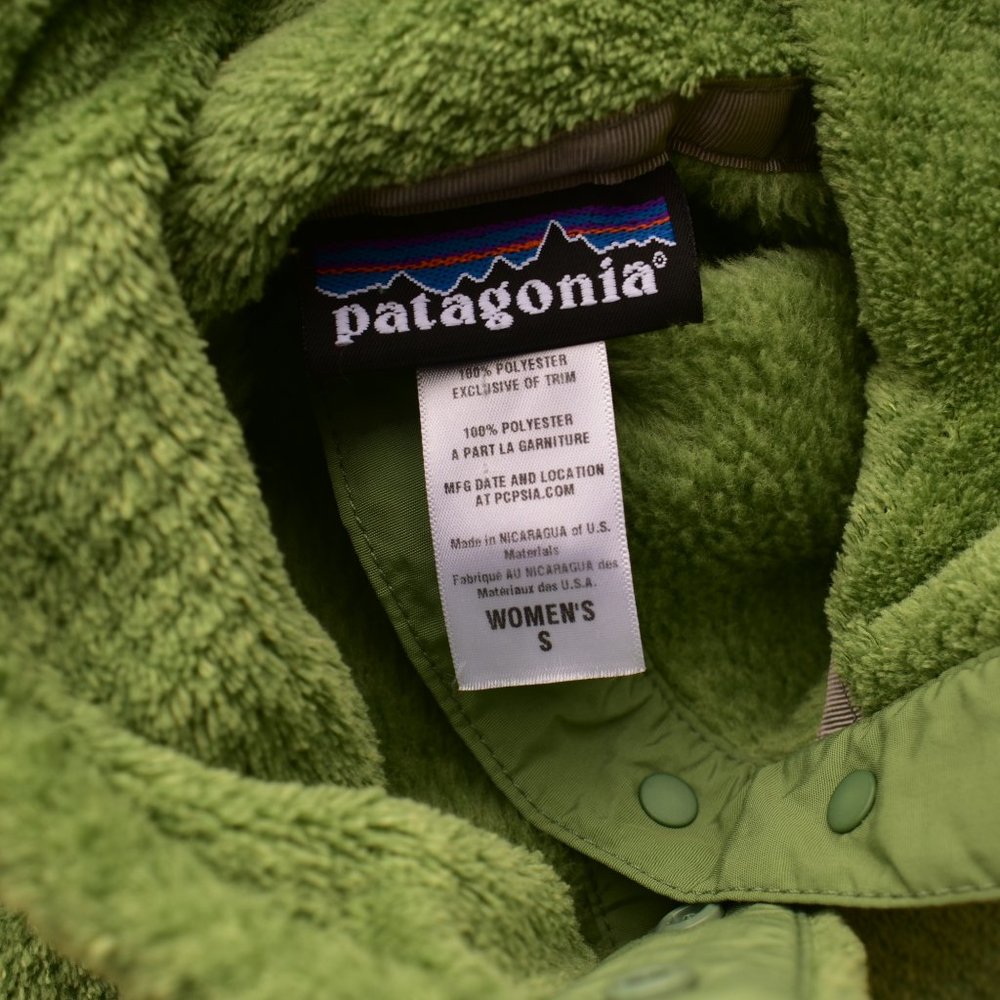 patagonia®
100% POLYESTER
EXCLUSIVE OF TRIM
100% POLYESTER
A PART LA GARNITURE
MFG DATE AND LOCATION
AT PCPSIA.COM
Made in NICARAGUA of U.S.
Materials
Fabriqué AU NICARAGUA des
Matériaux des U.S.A.
WOMEN'S
S